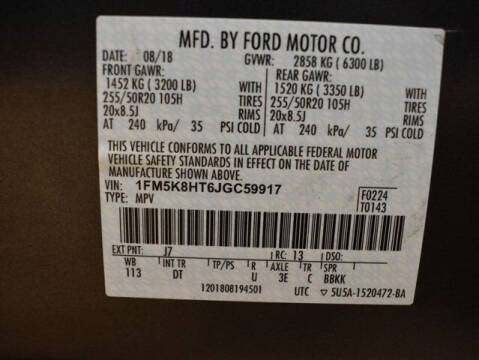 MFD. BY FORD MOTOR CO.
DATE: 08/18 GVWR: 2858 KG ( 6300 LB)
FRONT GAWR: REAR GAWR:
1452 KG ( 3200 LB) WITH 1520 KG ( 3350 LB) WITH
255/50R20 105H TIRES 255/50R20 105H TIRES
20x8.5J RIMS 20x8.5J RIMS
AT 240 kPa/ 35 PSI COLD AT 240 kPa/ 35 PSI COLD
THIS VEHICLE CONFORMS TO ALL APPLICABLE FEDERAL MOTOR
VEHICLE SAFETY STANDARDS IN EFFECT ON THE DATE OF
MANUFACTURE SHOWN ABOVE.
VIN: 1FM5K8HT6JGC59917 F0224
TYPE: MPV T0143
EXT PNT: J7 RC: 13 DSO:
WB INT TR TP/PS R AXLE TR SPR
113 DT U 3E C BBKK
1201808194501 UTC 5U5A-1520472-BA